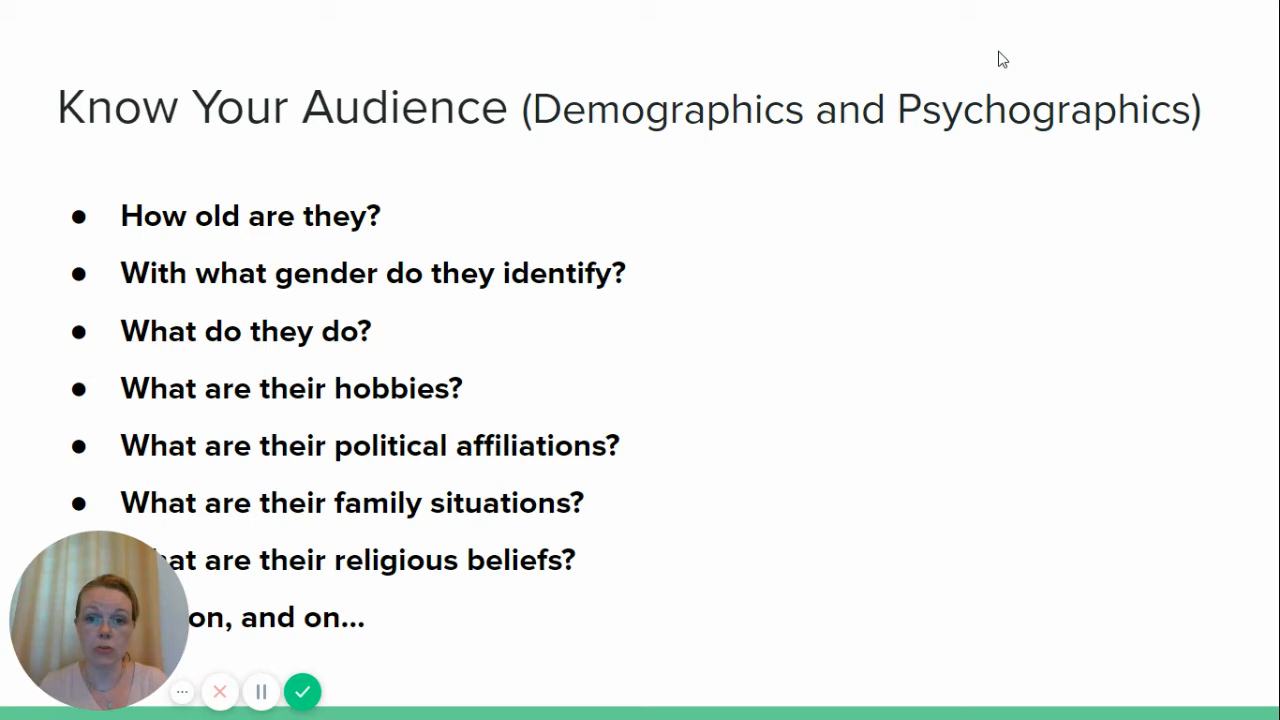 Know Your Audience (Demographics and Psychographics)
● How old are they?
● With what gender do they identify?
● What do they do?
● What are their hobbies?
● What are their political affiliations?
● What are their family situations?
are their religious beliefs?
on, and on...